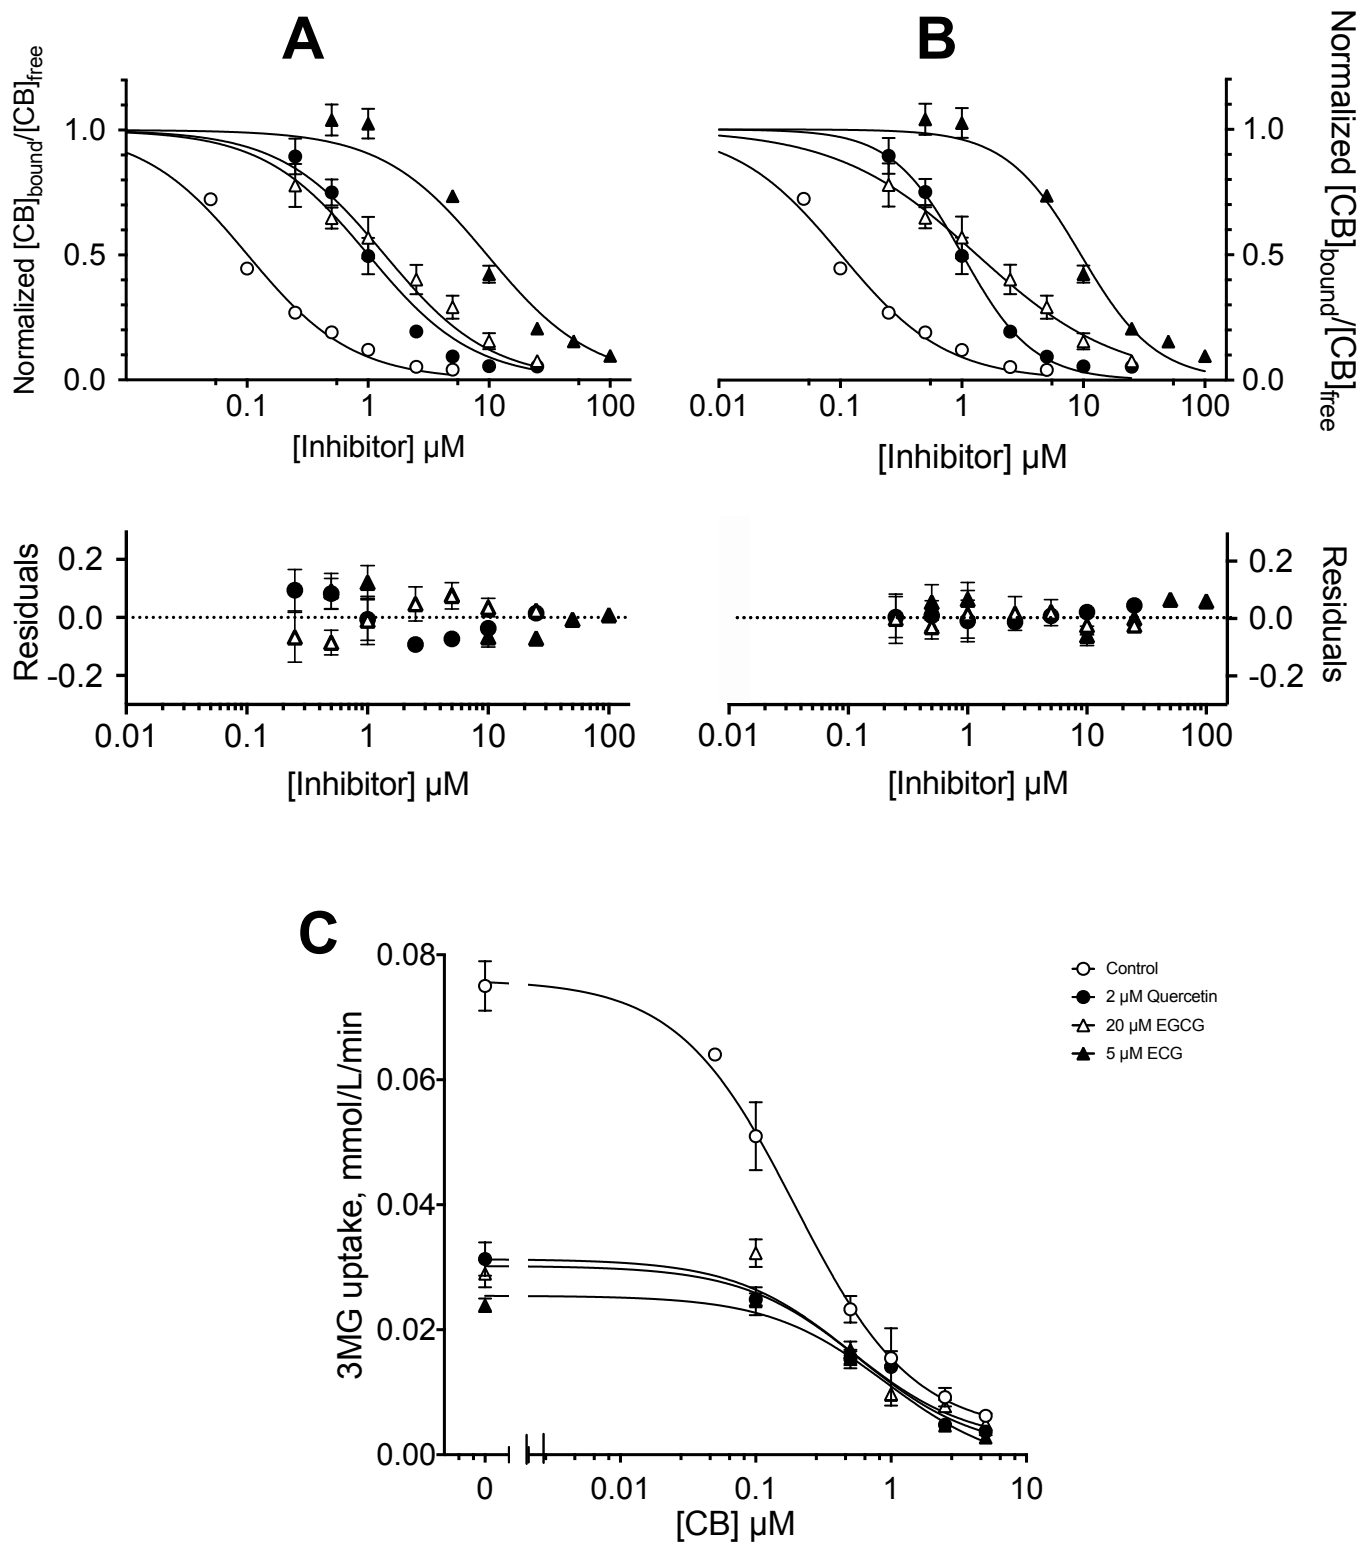 A
B
Normalized [CB]bound/[CB]free
1.0
0.5
0.0
0.1
1
10
100
[Inhibitor] µM
Normalized [CB]bound/[CB]free
1.0
0.5
0.0
0.01
0.1
1
10
100
[Inhibitor] µM
Residuals
0.2
0.0
-0.2
0.01
0.1
1
10
100
[Inhibitor] µM
Residuals
0.2
0.0
-0.2
0.01
0.1
1
10
100
[Inhibitor] µM
C
3MG uptake, mmol/L/min
0.08
0.06
0.04
0.02
0.00
0
0.01
0.1
1
10
[CB] µM
Control
2 µM Quercetin
20 µM EGCG
5 µM ECG